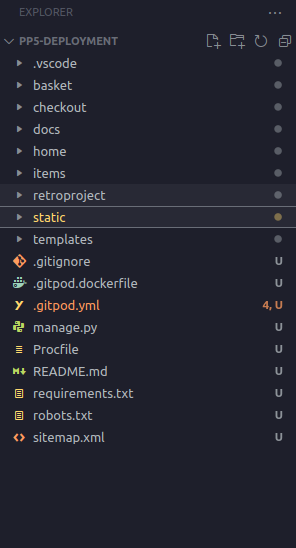 EXPLORER
PP5-DEPLOYMENT
.vscode
basket
checkout
docs
home
items
retroproject
static
templates
.gitignore U
.gitpod.dockerfile U
.gitpod.yml 4, U
manage.py U
Procfile U
README.md U
requirements.txt U
robots.txt U
sitemap.xml U